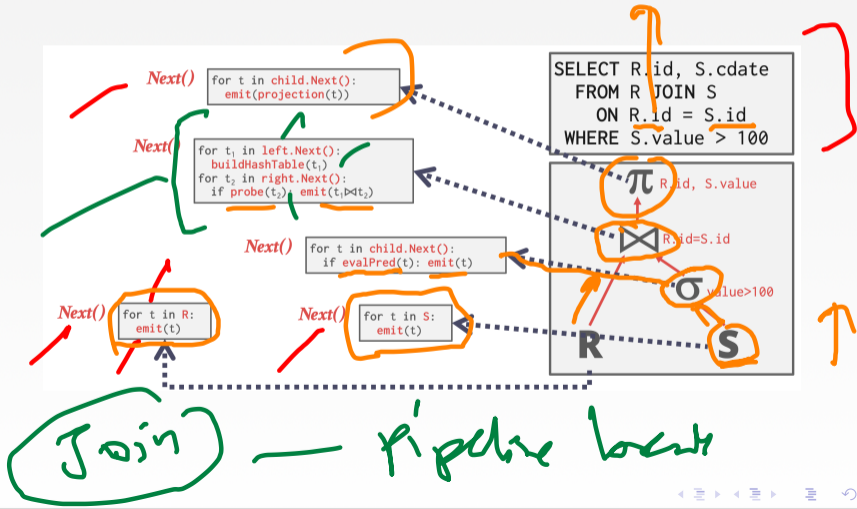 Next()
for t in child.Next():
emit(projection(t))
SELECT R.id, S.cdate
FROM R JOIN S
ON R.id = S.id
WHERE S.value > 100
Next()
for t₁ in left.Next():
buildHashTable(t₁)
for t₂ in right.Next():
if probe(t₂): emit(t₁⋈t₂)
π R.id, S.value
⋈ R.id=S.id
Next()
for t in child.Next():
if evalPred(t): emit(t)
σ value>100
Next()
for t in R:
emit(t)
Next()
for t in S:
emit(t)
R
S
Join — pipeline